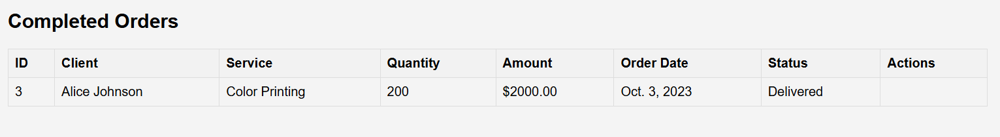 Completed Orders
ID Client Service Quantity Amount Order Date Status Actions
3 Alice Johnson Color Printing 200 $2000.00 Oct. 3, 2023 Delivered